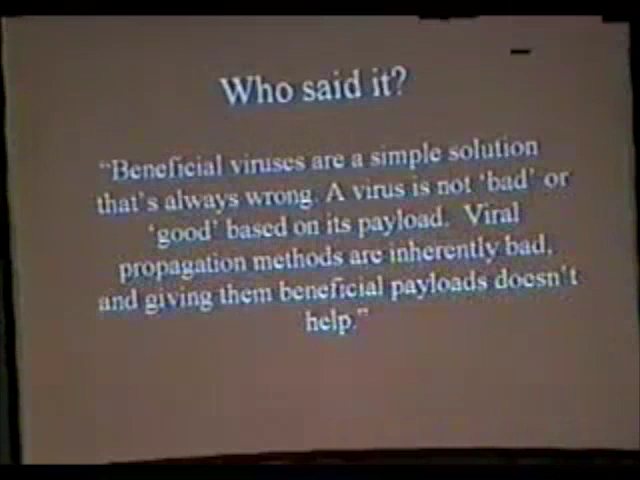 Who said it?
“Beneficial viruses are a simple solution
that's always wrong. A virus is not ‘bad’ or
‘good’ based on its payload.  Viral
propagation methods are inherently bad,
and giving them beneficial payloads doesn't
help.”